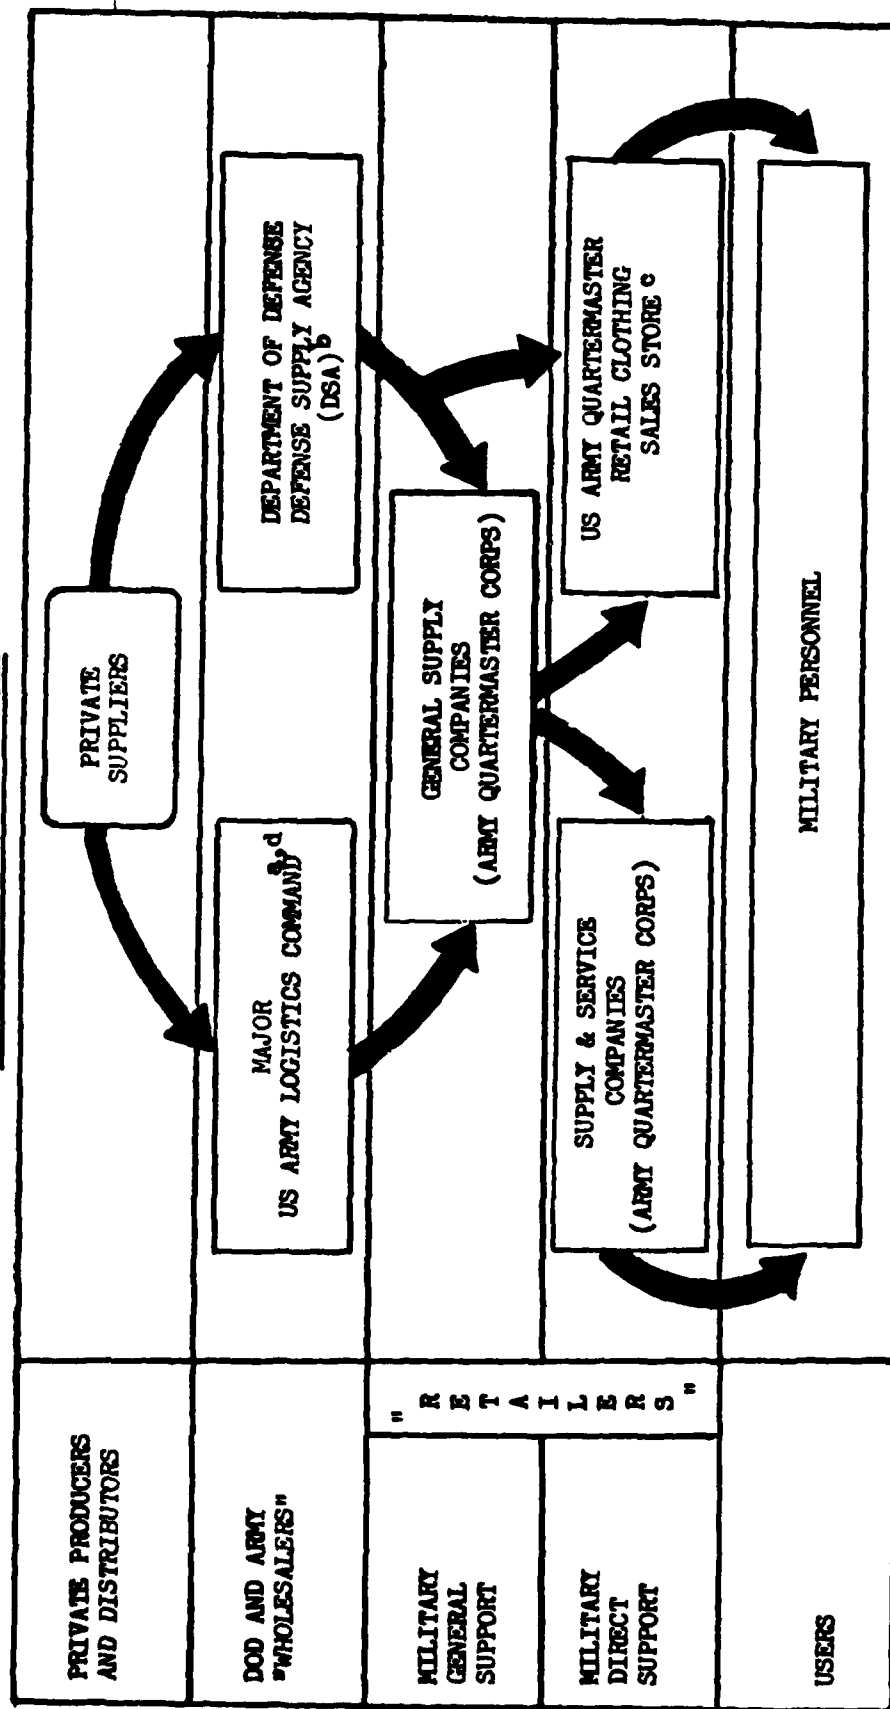 PRIVATE PRODUCERS
AND DISTRIBUTORS
PRIVATE
SUPPLIERS
DOD AND ARMY
"WHOLESALERS"
MAJOR
US ARMY LOGISTICS COMMAND a,d
DEPARTMENT OF DEFENSE
DEFENSE SUPPLY AGENCY
(DSA) b
MILITARY
GENERAL
SUPPORT
"RETAILERS"
GENERAL SUPPLY
COMPANIES
(ARMY QUARTERMASTER CORPS)
MILITARY
DIRECT
SUPPORT
SUPPLY & SERVICE
COMPANIES
(ARMY QUARTERMASTER CORPS)
US ARMY QUARTERMASTER
RETAIL CLOTHING
SALES STORE c
USERS
MILITARY PERSONNEL